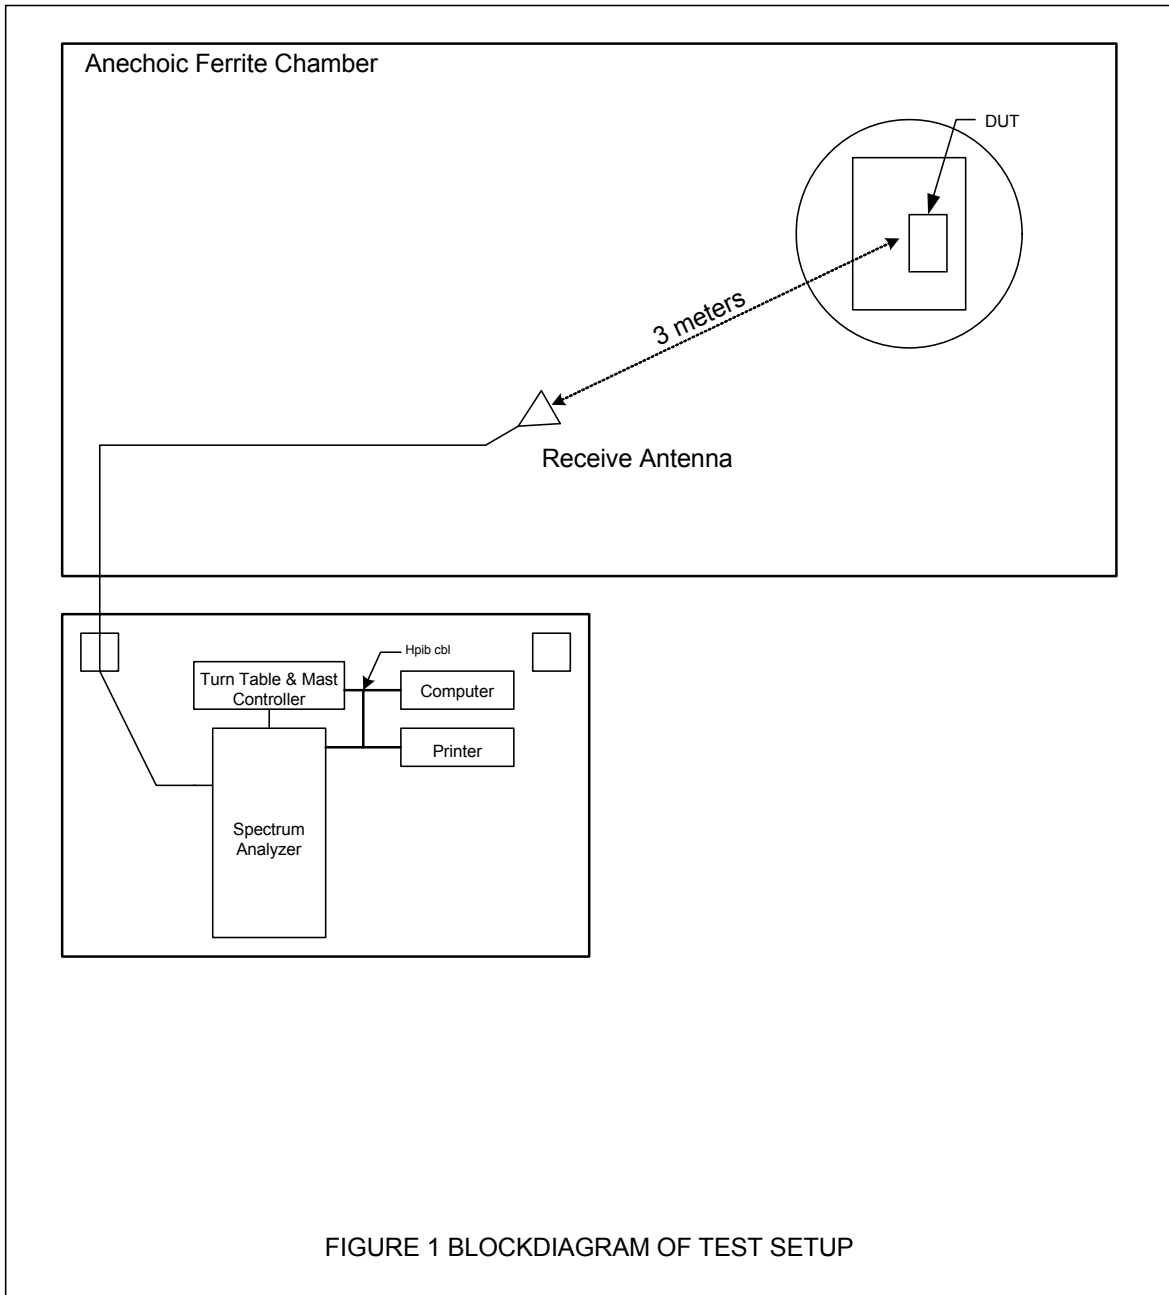 Anechoic Ferrite Chamber
DUT
3 meters
Receive Antenna
Hpib cbl
Turn Table & Mast
Controller
Computer
Printer
Spectrum
Analyzer
FIGURE 1 BLOCKDIAGRAM OF TEST SETUP